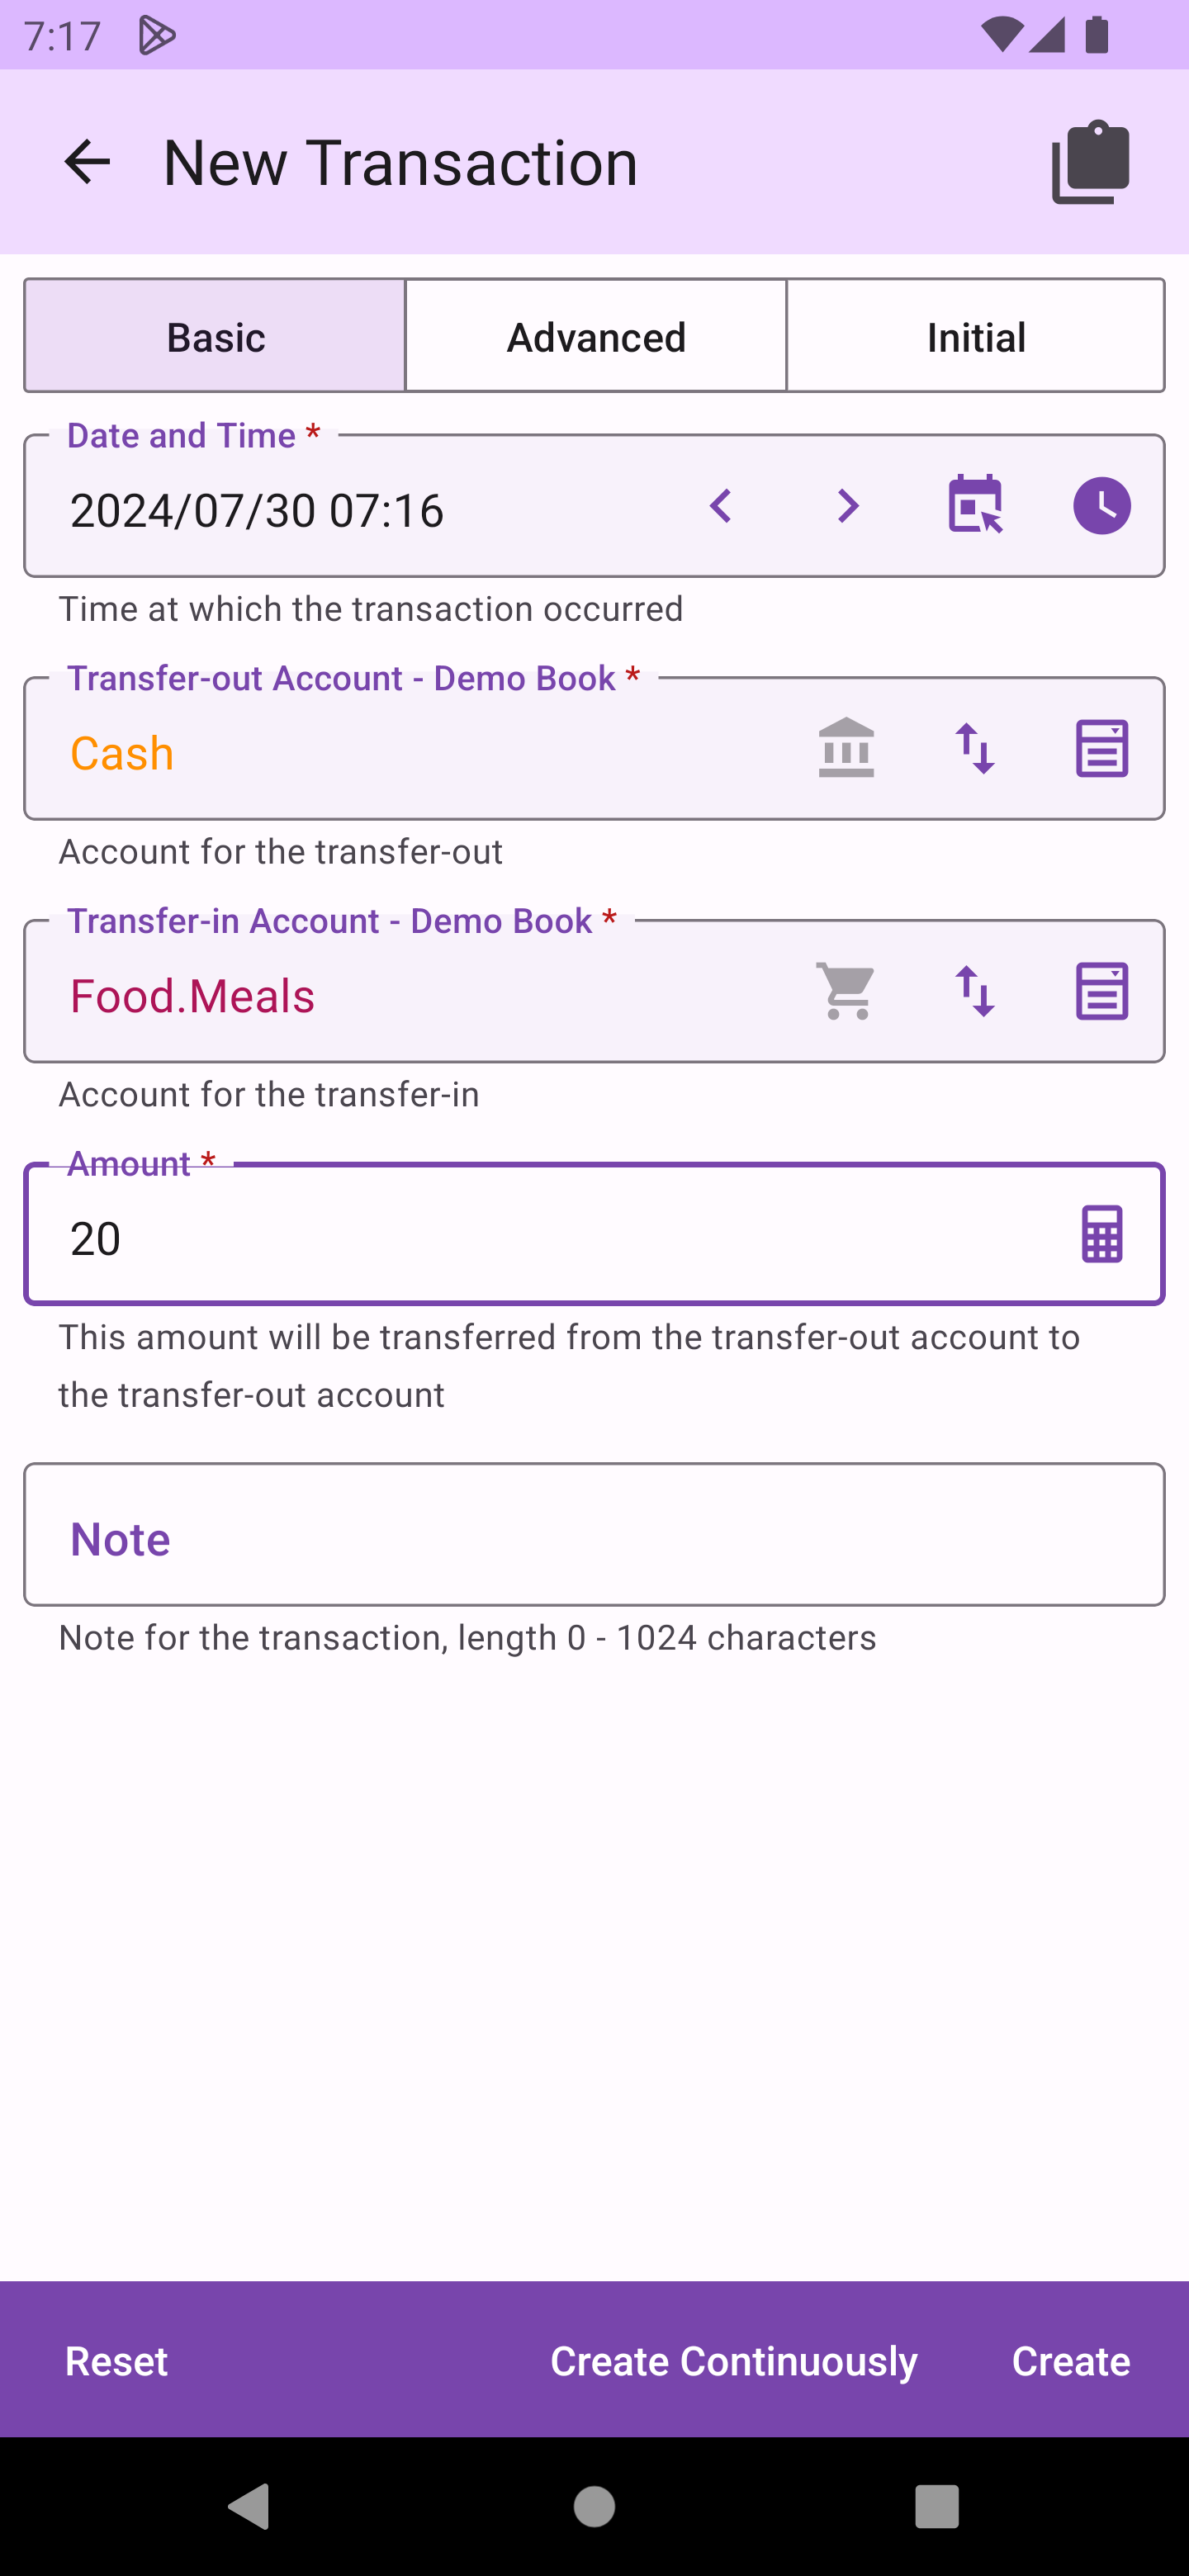 7:17
New Transaction
Basic
Advanced
Initial
Date and Time *
2024/07/30 07:16
Time at which the transaction occurred
Transfer-out Account - Demo Book *
Cash
Account for the transfer-out
Transfer-in Account - Demo Book *
Food.Meals
Account for the transfer-in
Amount *
20
This amount will be transferred from the transfer-out account to
the transfer-out account
Note
Note for the transaction, length 0 - 1024 characters
Reset
Create Continuously
Create